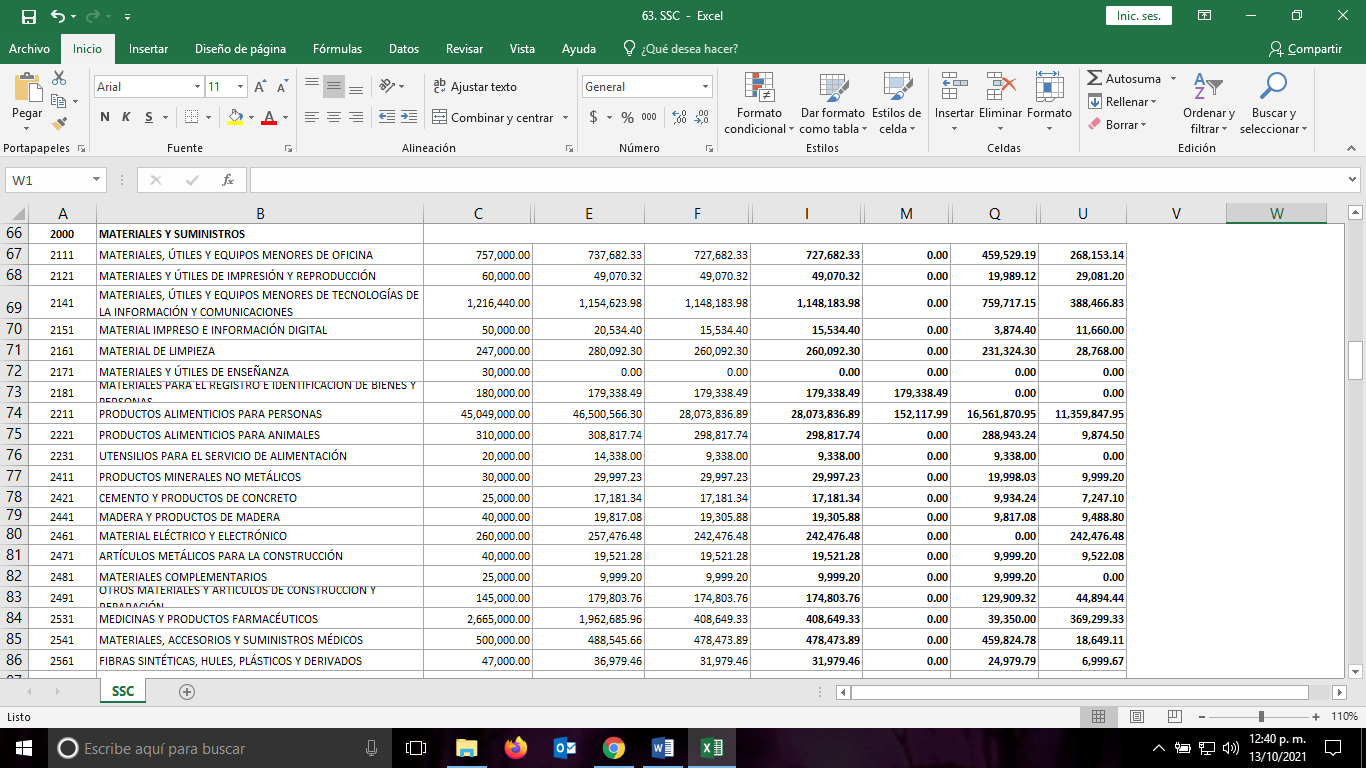 63. SSC - Excel
Inic. ses.
Archivo Inicio Insertar Diseño de página Fórmulas Datos Revisar Vista Ayuda ¿Qué desea hacer? Compartir
Pegar
Arial 11
N K S
Ajustar texto
Combinar y centrar
General
$ % 000
Formato condicional
Dar formato como tabla
Estilos de celda
Insertar Eliminar Formato
Autosuma
Rellenar
Borrar
Ordenar y filtrar
Buscar y seleccionar
Portapapeles Fuente Alineación Número Estilos Celdas Edición
W1 fx
A B C E F I M Q U V W
66 2000 MATERIALES Y SUMINISTROS
67 2111 MATERIALES, ÚTILES Y EQUIPOS MENORES DE OFICINA 757,000.00 737,682.33 727,682.33 727,682.33 0.00 459,529.19 268,153.14
68 2121 MATERIALES Y ÚTILES DE IMPRESIÓN Y REPRODUCCIÓN 60,000.00 49,070.32 49,070.32 49,070.32 0.00 19,989.12 29,081.20
69 2141 MATERIALES, ÚTILES Y EQUIPOS MENORES DE TECNOLOGÍAS DE
LA INFORMACIÓN Y COMUNICACIONES 1,216,440.00 1,154,623.98 1,148,183.98 1,148,183.98 0.00 759,717.15 388,466.83
70 2151 MATERIAL IMPRESO E INFORMACIÓN DIGITAL 50,000.00 20,534.40 15,534.40 15,534.40 0.00 3,874.40 11,660.00
71 2161 MATERIAL DE LIMPIEZA 247,000.00 280,092.30 260,092.30 260,092.30 0.00 231,324.30 28,768.00
72 2171 MATERIALES Y ÚTILES DE ENSEÑANZA 30,000.00 0.00 0.00 0.00 0.00 0.00 0.00
73 2181 MATERIALES PARA EL REGISTRO E IDENTIFICACIÓN DE BIENES Y
PERSONAS 180,000.00 179,338.49 179,338.49 179,338.49 179,338.49 0.00 0.00
74 2211 PRODUCTOS ALIMENTICIOS PARA PERSONAS 45,049,000.00 46,500,566.30 28,073,836.89 28,073,836.89 152,117.99 16,561,870.95 11,359,847.95
75 2221 PRODUCTOS ALIMENTICIOS PARA ANIMALES 310,000.00 308,817.74 298,817.74 298,817.74 0.00 288,943.24 9,874.50
76 2231 UTENSILIOS PARA EL SERVICIO DE ALIMENTACIÓN 20,000.00 14,338.00 9,338.00 9,338.00 0.00 9,338.00 0.00
77 2411 PRODUCTOS MINERALES NO METÁLICOS 30,000.00 29,997.23 29,997.23 29,997.23 0.00 19,998.03 9,999.20
78 2421 CEMENTO Y PRODUCTOS DE CONCRETO 25,000.00 17,181.34 17,181.34 17,181.34 0.00 9,934.24 7,247.10
79 2441 MADERA Y PRODUCTOS DE MADERA 40,000.00 19,817.08 19,305.88 19,305.88 0.00 9,817.08 9,488.80
80 2461 MATERIAL ELÉCTRICO Y ELECTRÓNICO 260,000.00 257,476.48 242,476.48 242,476.48 0.00 0.00 242,476.48
81 2471 ARTÍCULOS METÁLICOS PARA LA CONSTRUCCIÓN 40,000.00 19,521.28 19,521.28 19,521.28 0.00 9,999.20 9,522.08
82 2481 MATERIALES COMPLEMENTARIOS 25,000.00 9,999.20 9,999.20 9,999.20 0.00 9,999.20 0.00
83 2491 OTROS MATERIALES Y ARTÍCULOS DE CONSTRUCCIÓN Y
REPARACIÓN 145,000.00 179,803.76 174,803.76 174,803.76 0.00 129,909.32 44,894.44
84 2531 MEDICINAS Y PRODUCTOS FARMACÉUTICOS 2,665,000.00 1,962,685.96 408,649.33 408,649.33 0.00 39,350.00 369,299.33
85 2541 MATERIALES, ACCESORIOS Y SUMINISTROS MÉDICOS 500,000.00 488,545.66 478,473.89 478,473.89 0.00 459,824.78 18,649.11
86 2561 FIBRAS SINTÉTICAS, HULES, PLÁSTICOS Y DERIVADOS 47,000.00 36,979.46 31,979.46 31,979.46 0.00 24,979.79 6,999.67
87
SSC
Listo 110%
Escribe aquí para buscar
12:40 p. m.
13/10/2021